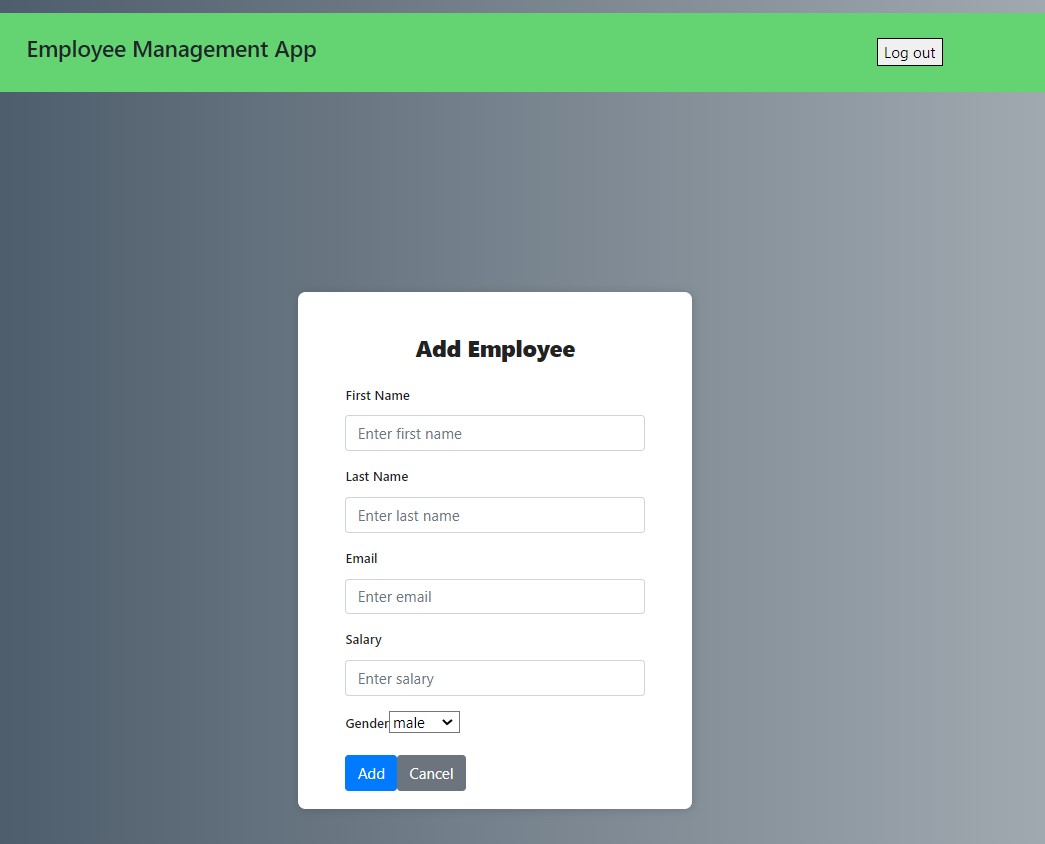 Employee Management App
Log out
Add Employee
First Name
Enter first name
Last Name
Enter last name
Email
Enter email
Salary
Enter salary
Gender male
Add Cancel